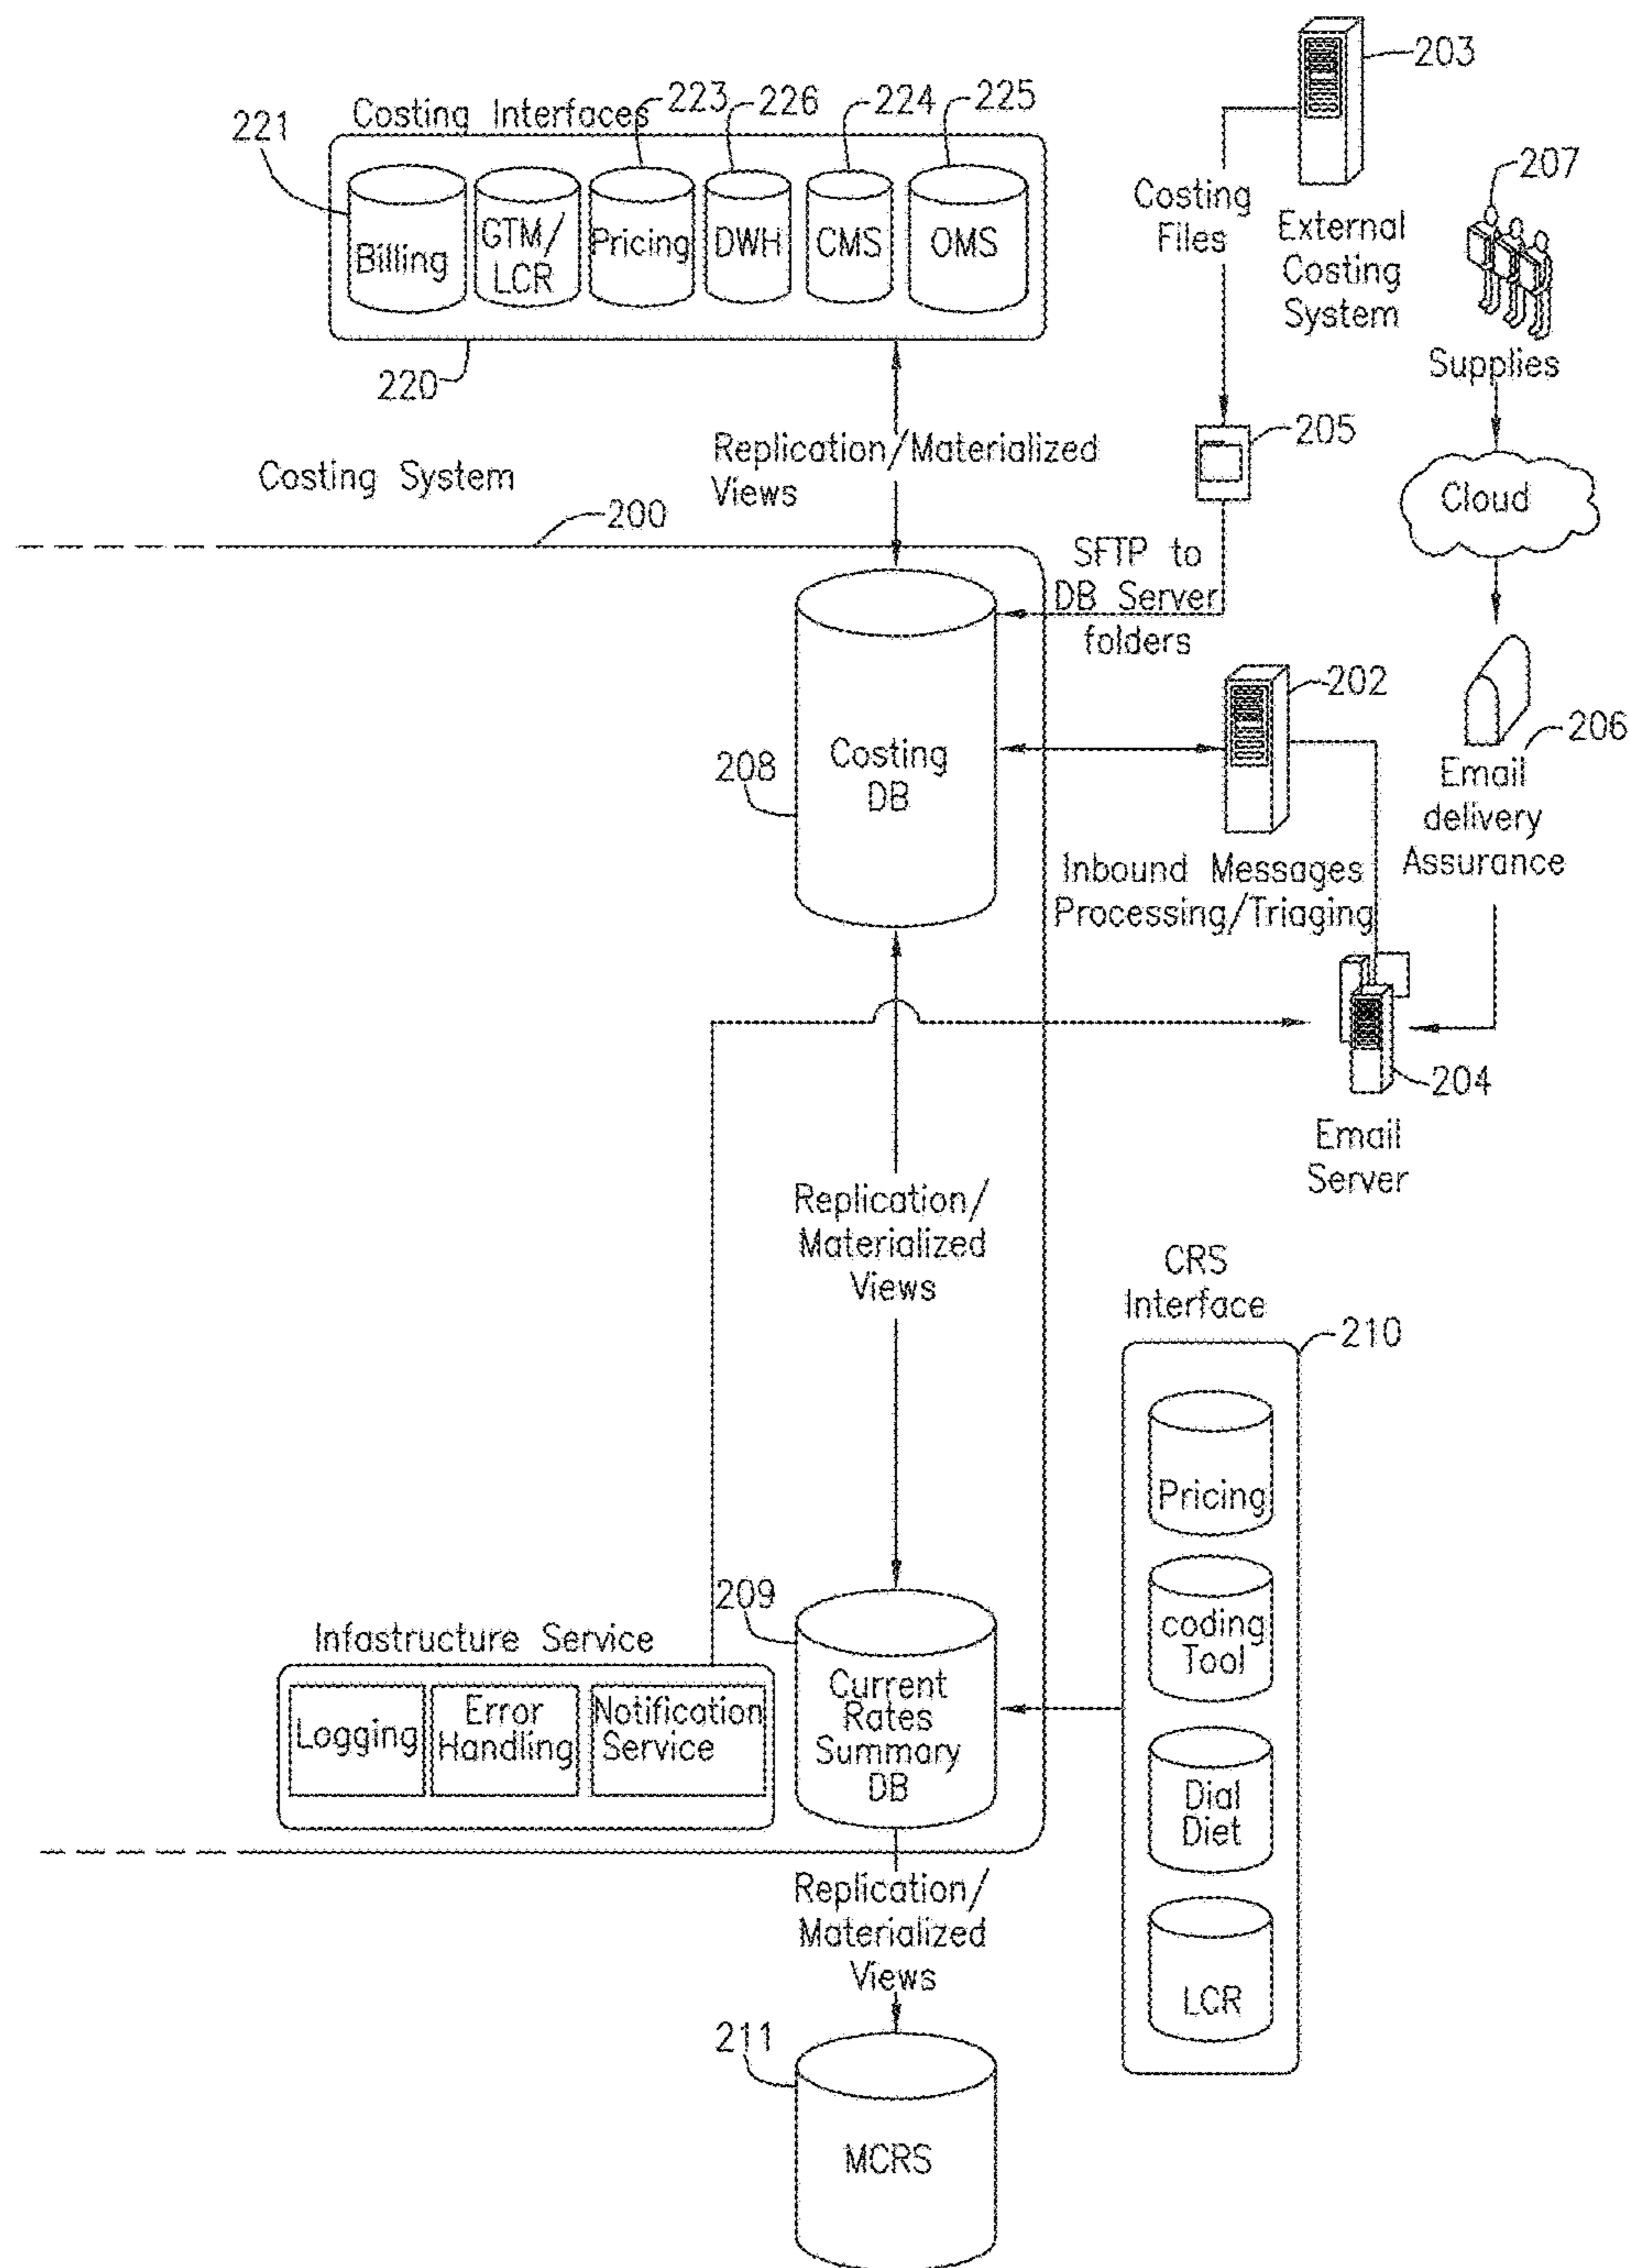 203
Costing Interfaces
223
226
224
225
221
207
Billing
GTM/
LCR
Pricing
DWH
CMS
OMS
Costing
Files
External
Costing
System
Supplies
220
205
Replication/Materialized
Views
Costing System
Cloud
200
SFTP to
DB Server
folders
202
206
208
Costing
DB
Email
delivery
Assurance
Inbound Messages
Processing/Triaging
204
Email
Server
Replication/
Materialized
Views
CRS
Interface
210
Pricing
209
Infastructure Service
coding
Tool
Logging
Error
Handling
Notification
Service
Current
Rates
Summary
DB
Dial
Diet
Replication/
Materialized
Views
LCR
211
MCRS